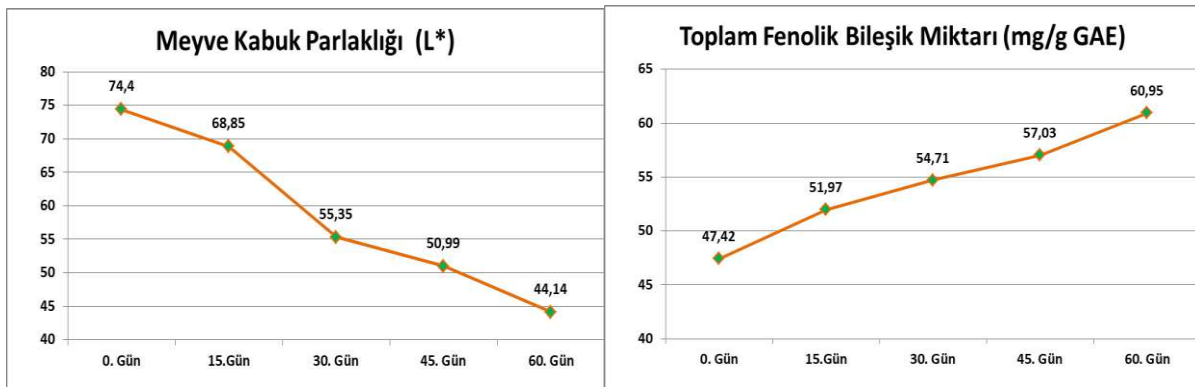 Meyve Kabuk Parlaklığı (L*)
80
75
70
65
60
55
50
45
40
74,4
68,85
55,35
50,99
44,14
0. Gün
15.Gün
30. Gün
45. Gün
60. Gün
Toplam Fenolik Bileşik Miktarı (mg/g GAE)
65
60
55
50
45
40
47,42
51,97
54,71
57,03
60,95
0. Gün
15.Gün
30. Gün
45. Gün
60. Gün